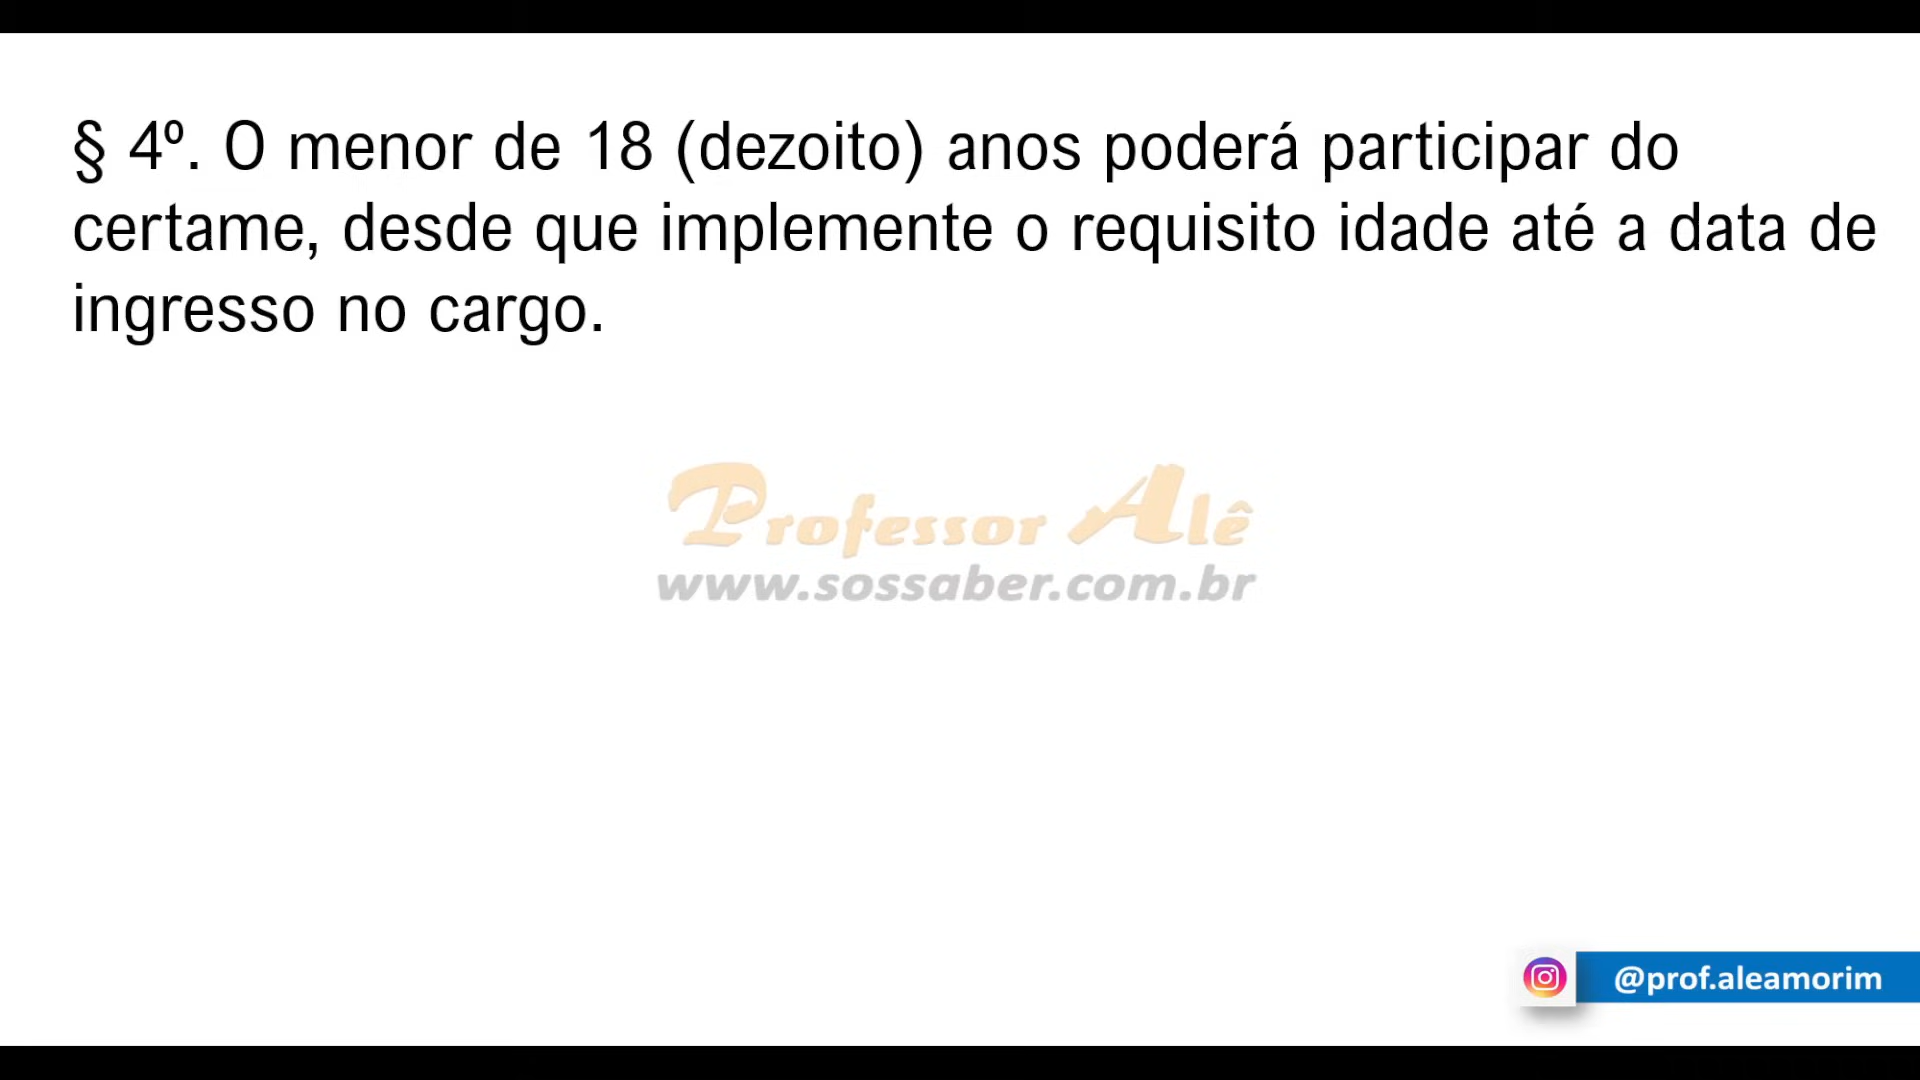 § 4º. O menor de 18 (dezoito) anos poderá participar do
certame, desde que implemente o requisito idade até a data de
ingresso no cargo.
Professor Alê
www.sossaber.com.br
@prof.aleamorim